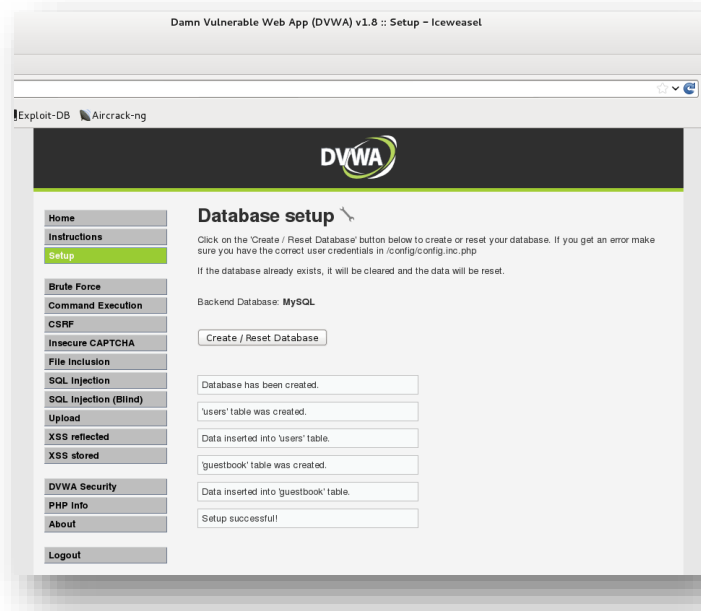 Damn Vulnerable Web App (DVWA) v1.8 :: Setup - Iceweasel
Exploit-DB Aircrack-ng
DVWA
Home
Instructions
Setup
Brute Force
Command Execution
CSRF
Insecure CAPTCHA
File Inclusion
SQL Injection
SQL Injection (Blind)
Upload
XSS reflected
XSS stored
DVWA Security
PHP Info
About
Logout
Database setup
Click on the 'Create / Reset Database' button below to create or reset your database. If you get an error make
sure you have the correct user credentials in /config/config.inc.php
If the database already exists, it will be cleared and the data will be reset.
Backend Database: MySQL
Create / Reset Database
Database has been created.
'users' table was created.
Data inserted into 'users' table.
'guestbook' table was created.
Data inserted into 'guestbook' table.
Setup successful!